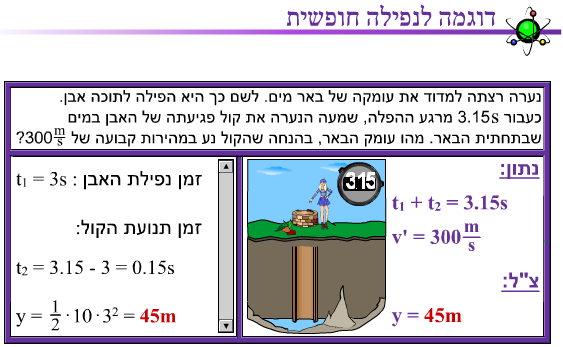 דוגמה לנפילה חופשית
נערה רצתה למדוד את עומקה של באר מים. לשם כך היא הפילה לתוכה אבן.
כעבור 3.15s מרגע ההפלה, שמעה הנערה את קול פגיעתה של האבן במים
שבתחתית הבאר. מהו עומק הבאר, בהנחה שהקול נע במהירות קבועה של 300 m/s?
נתון:
t₁ + t₂ = 3.15s
v' = 300 m/s
צ"ל:
y = 45m
315
זמן נפילת האבן : t₁ = 3s
זמן תנועת הקול:
t₂ = 3.15 - 3 = 0.15s
y = 1/2 · 10 · 3² = 45m